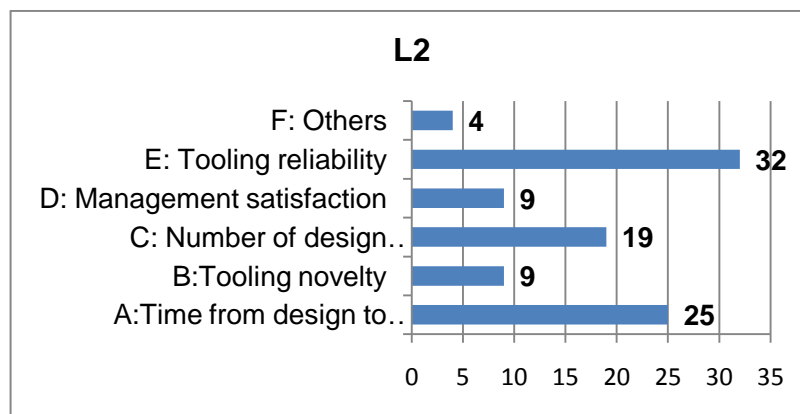 L2
F: Others 4
E: Tooling reliability 32
D: Management satisfaction 9
C: Number of design.. 19
B:Tooling novelty 9
A:Time from design to.. 25
0 5 10 15 20 25 30 35